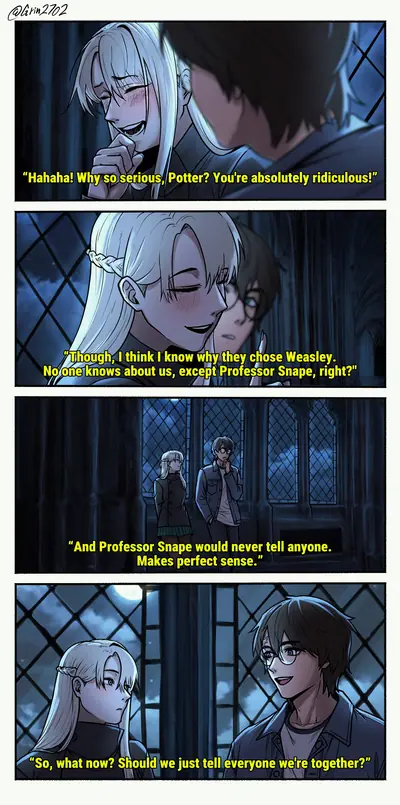 @Grin2702
“Hahaha! Why so serious, Potter? You're absolutely ridiculous!”
“Though, I think I know why they chose Weasley.
No one knows about us, except Professor Snape, right?”
“And Professor Snape would never tell anyone.
Makes perfect sense.”
“So, what now? Should we just tell everyone we're together?”